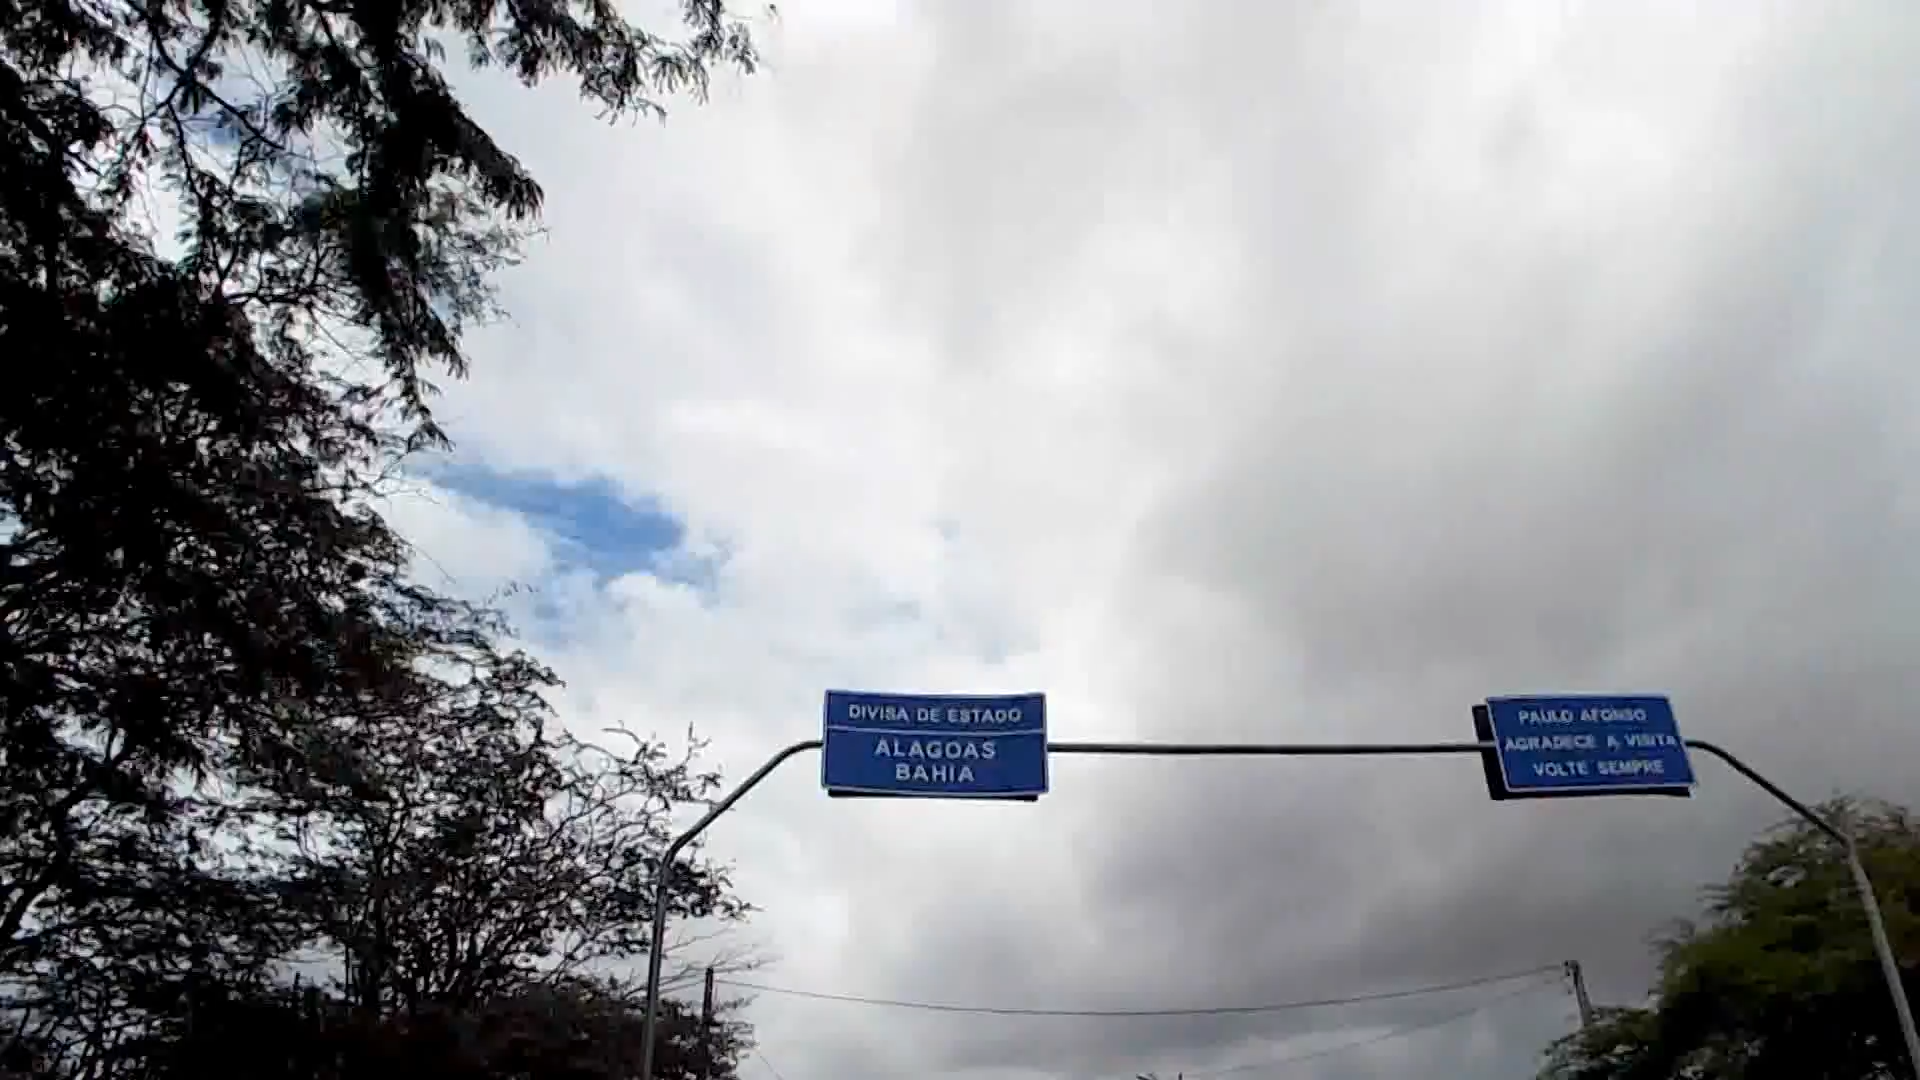 DIVISA DE ESTADO
ALAGOAS
BAHIA
PAULO AFONSO
AGRADECE A VISITA
VOLTE SEMPRE